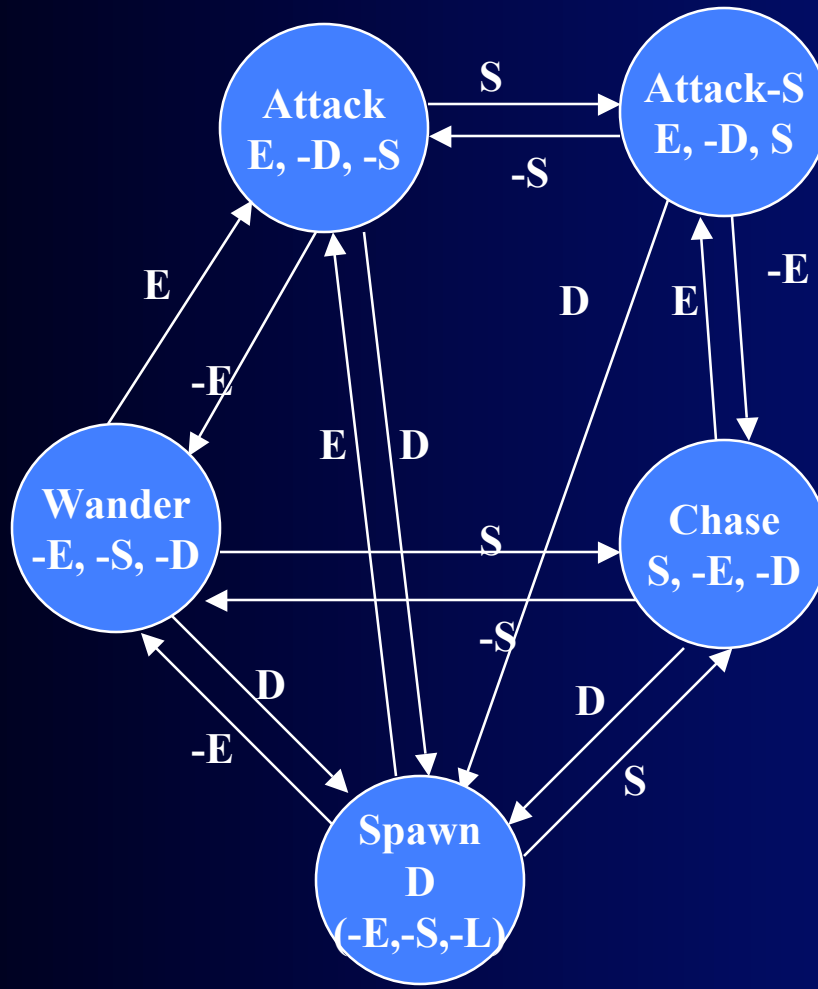 Attack
E, -D, -S
S
-S
Attack-S
E, -D, S
E
-E
D
E
-E
E
D
Wander
-E, -S, -D
S
-S
Chase
S, -E, -D
D
-E
D
S
Spawn
D
(-E,-S,-L)